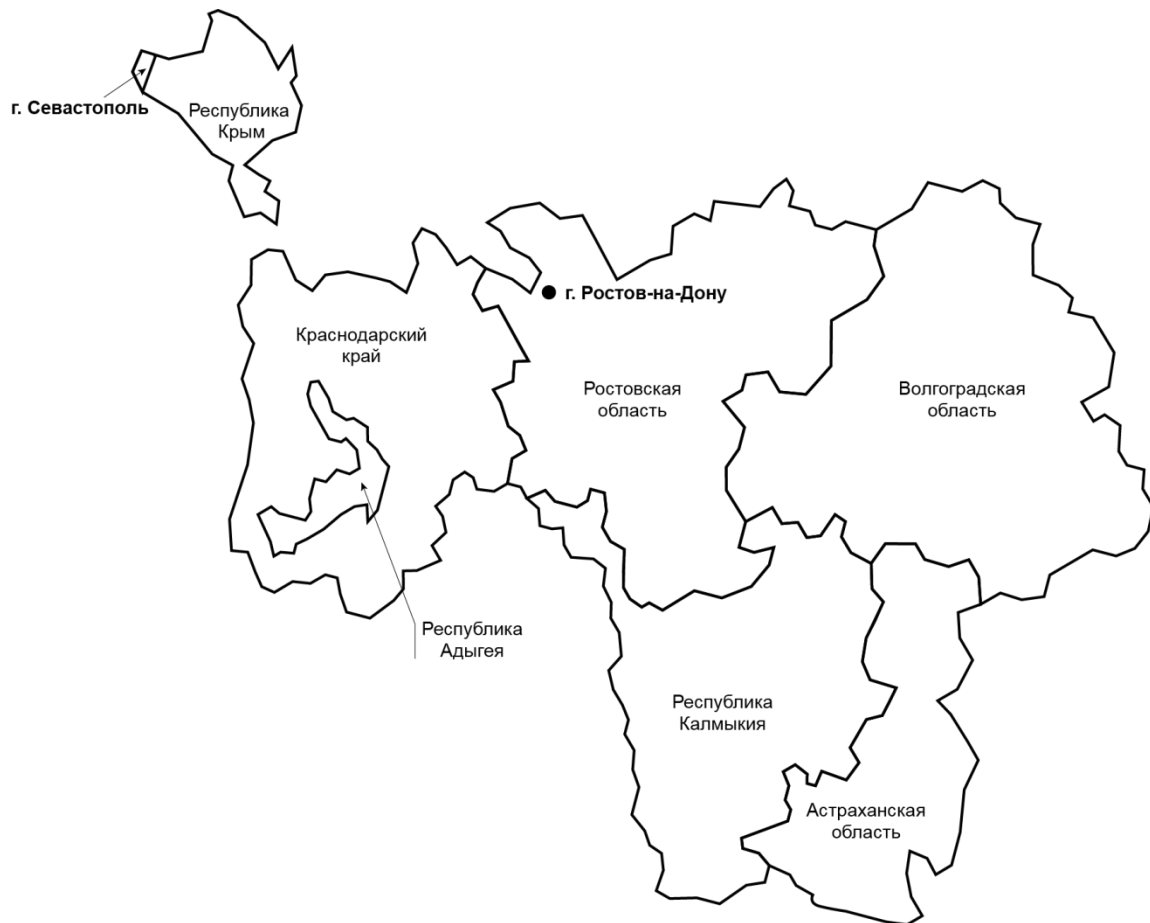 г. Севастополь
Республика
Крым
г. Ростов-на-Дону
Краснодарский
край
Ростовская
область
Волгоградская
область
Республика
Адыгея
Республика
Калмыкия
Астраханская
область